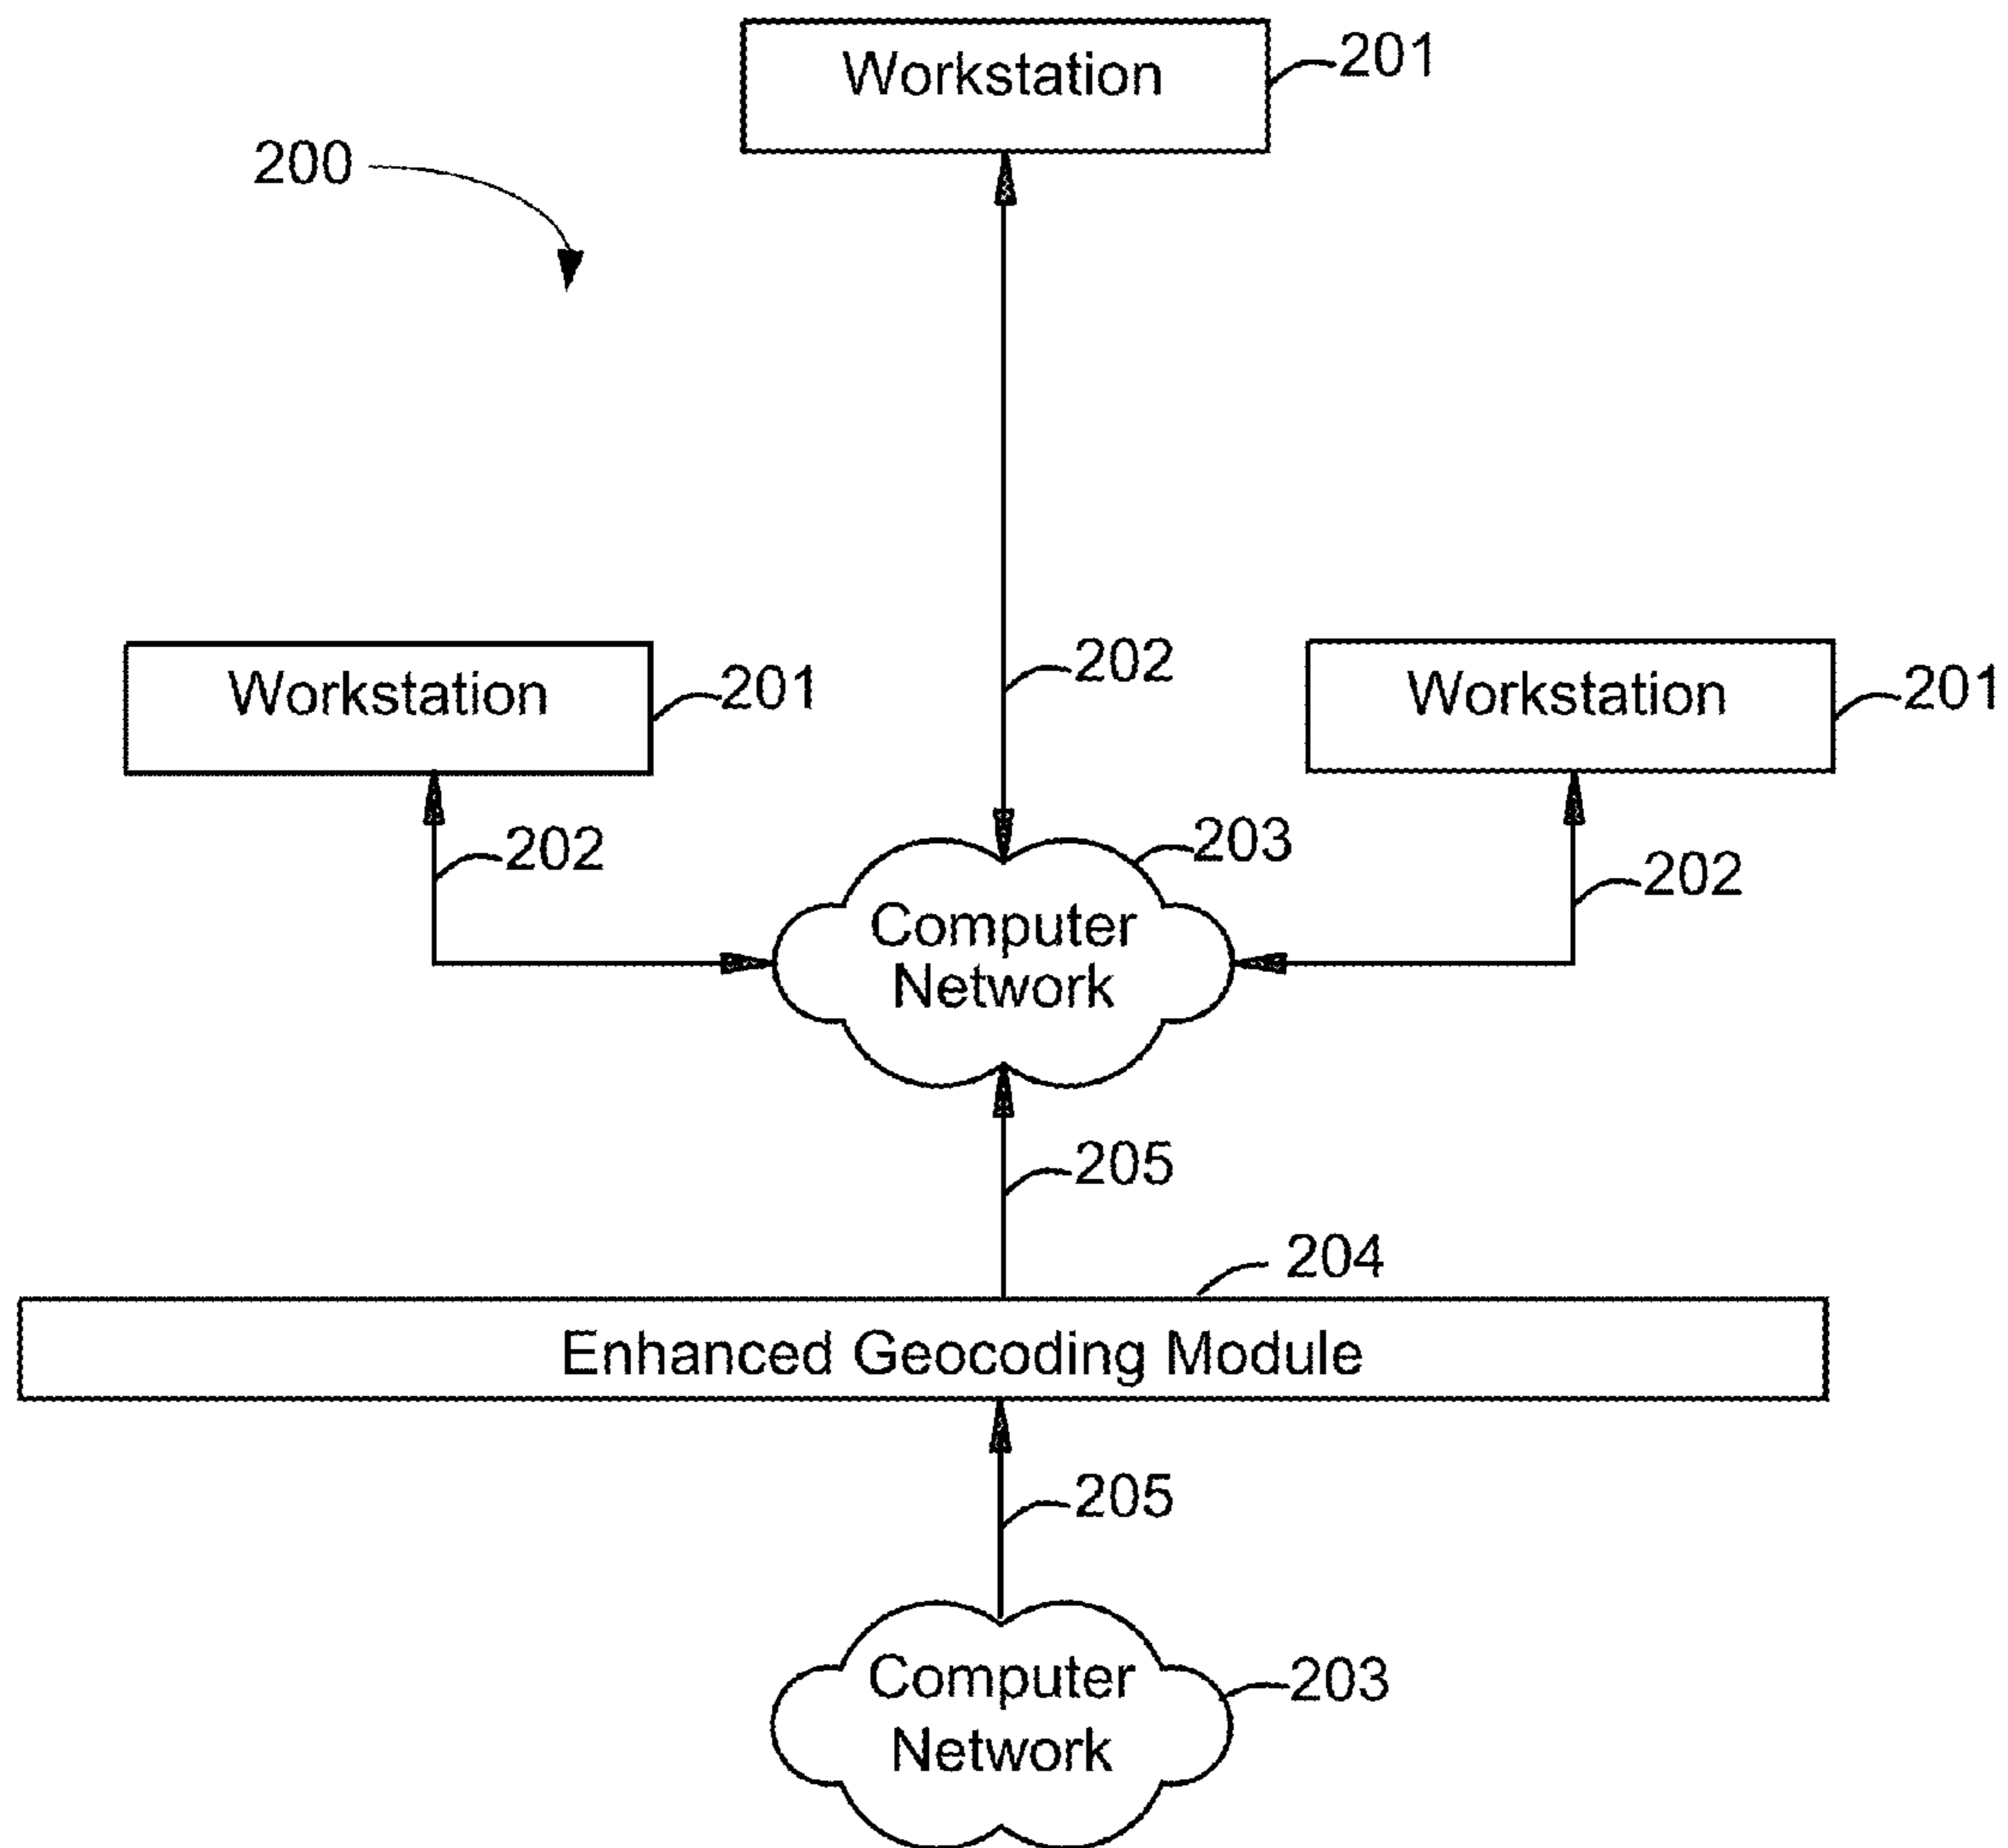 Workstation
201
200
202
Workstation
201
Workstation
201
202
203
202
Computer
Network
205
204
Enhanced Geocoding Module
205
Computer
Network
203